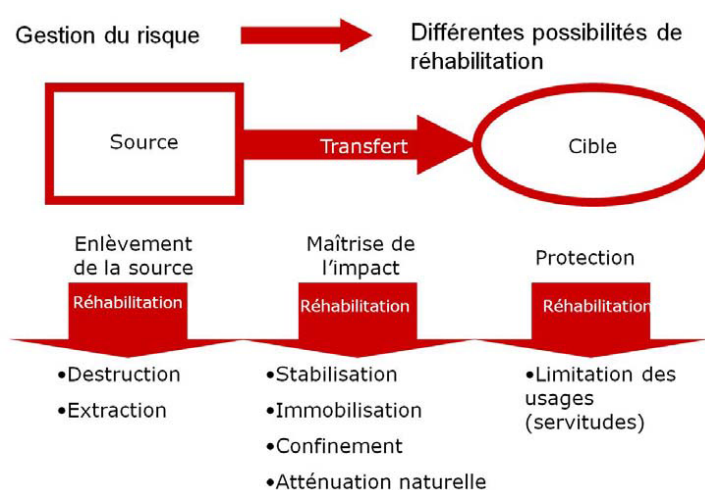 Gestion du risque
Différentes possibilités de
réhabilitation
Source
Transfert
Cible
Enlèvement
de la source
Réhabilitation
•Destruction
•Extraction
Maîtrise de
l'impact
Réhabilitation
•Stabilisation
•Immobilisation
•Confinement
•Atténuation naturelle
Protection
Réhabilitation
•Limitation des
usages
(servitudes)